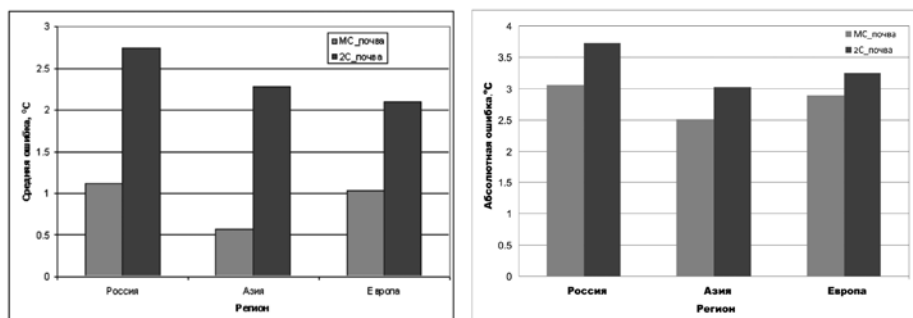 3
2.5
2
1.5
1
0.5
0
Средняя ошибка, °C
МС_почва
2С_почва
Россия
Азия
Европа
Регион
4
3.5
3
2.5
2
1.5
1
0.5
0
Абсолютная ошибка,°C
МС_почва
2С_почва
Россия
Азия
Европа
Регион